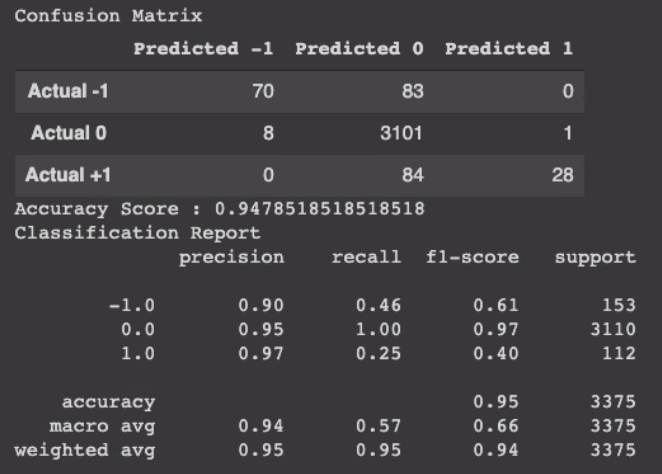 Confusion Matrix
Predicted -1 Predicted 0 Predicted 1
Actual -1 70 83 0
Actual 0 8 3101 1
Actual +1 0 84 28
Accuracy Score : 0.9478518518518518
Classification Report
precision recall f1-score support
-1.0 0.90 0.46 0.61 153
0.0 0.95 1.00 0.97 3110
1.0 0.97 0.25 0.40 112
accuracy 0.95 3375
macro avg 0.94 0.57 0.66 3375
weighted avg 0.95 0.95 0.94 3375